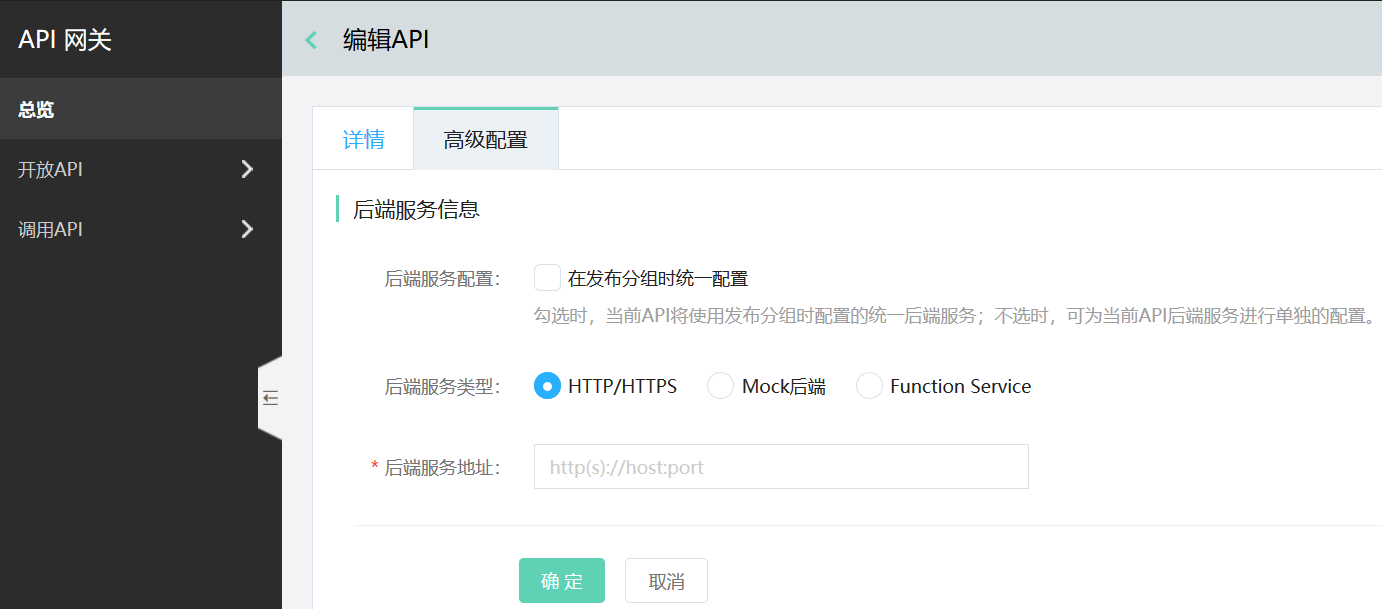 API 网关
编辑API
总览
开放API
调用API
详情
高级配置
后端服务信息
后端服务配置：
在发布分组时统一配置
勾选时，当前API将使用发布分组时配置的统一后端服务；不选时，可为当前API后端服务进行单独的配置。
后端服务类型：
HTTP/HTTPS Mock后端 Function Service
* 后端服务地址：
http(s)://host:port
确 定 取消